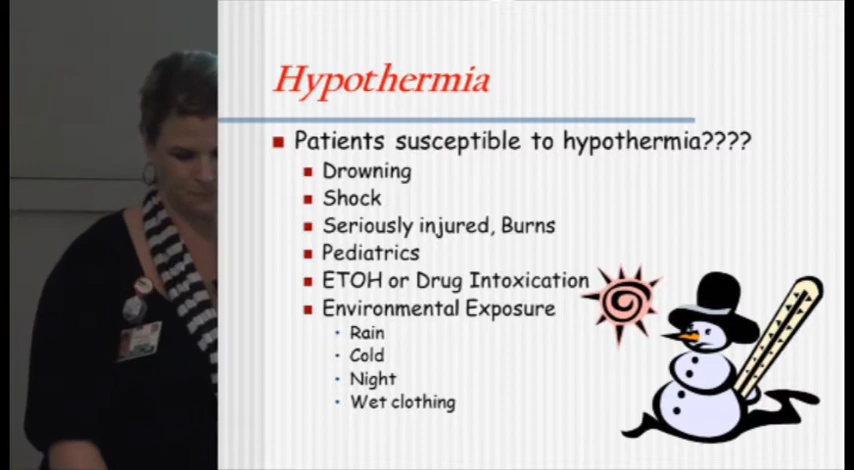 Hypothermia
Patients susceptible to hypothermia????
Drowning
Shock
Seriously injured, Burns
Pediatrics
ETOH or Drug Intoxication
Environmental Exposure
Rain
Cold
Night
Wet clothing